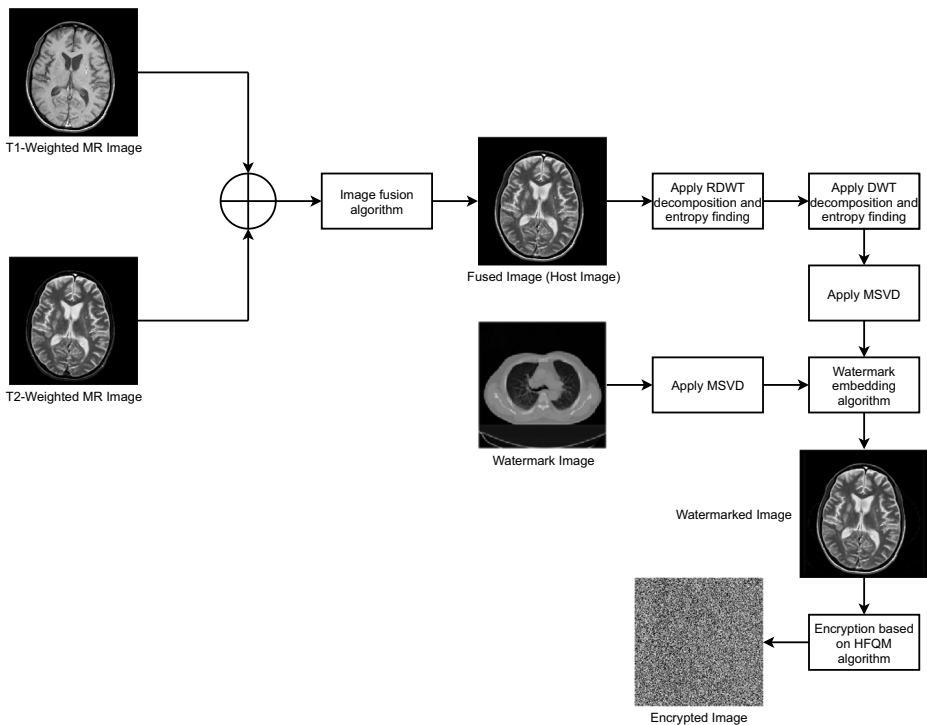 T1-Weighted MR Image
T2-Weighted MR Image
Image fusion
algorithm
Fused Image (Host Image)
Apply RDWT
decomposition and
entropy finding
Apply DWT
decomposition and
entropy finding
Apply MSVD
Watermark Image
Apply MSVD
Watermark
embedding
algorithm
Watermarked Image
Encryption based
on HFQM
algorithm
Encrypted Image